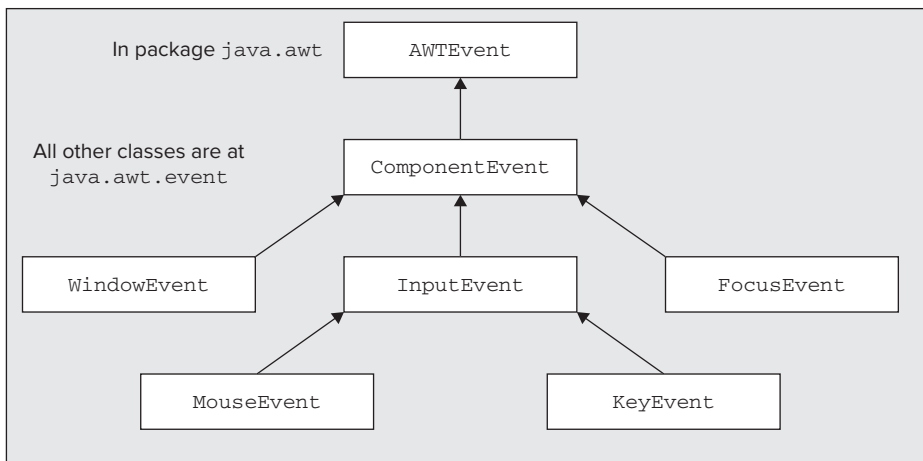 In package java.awt
AWTEvent
All other classes are at
java.awt.event
ComponentEvent
WindowEvent
InputEvent
FocusEvent
MouseEvent
KeyEvent